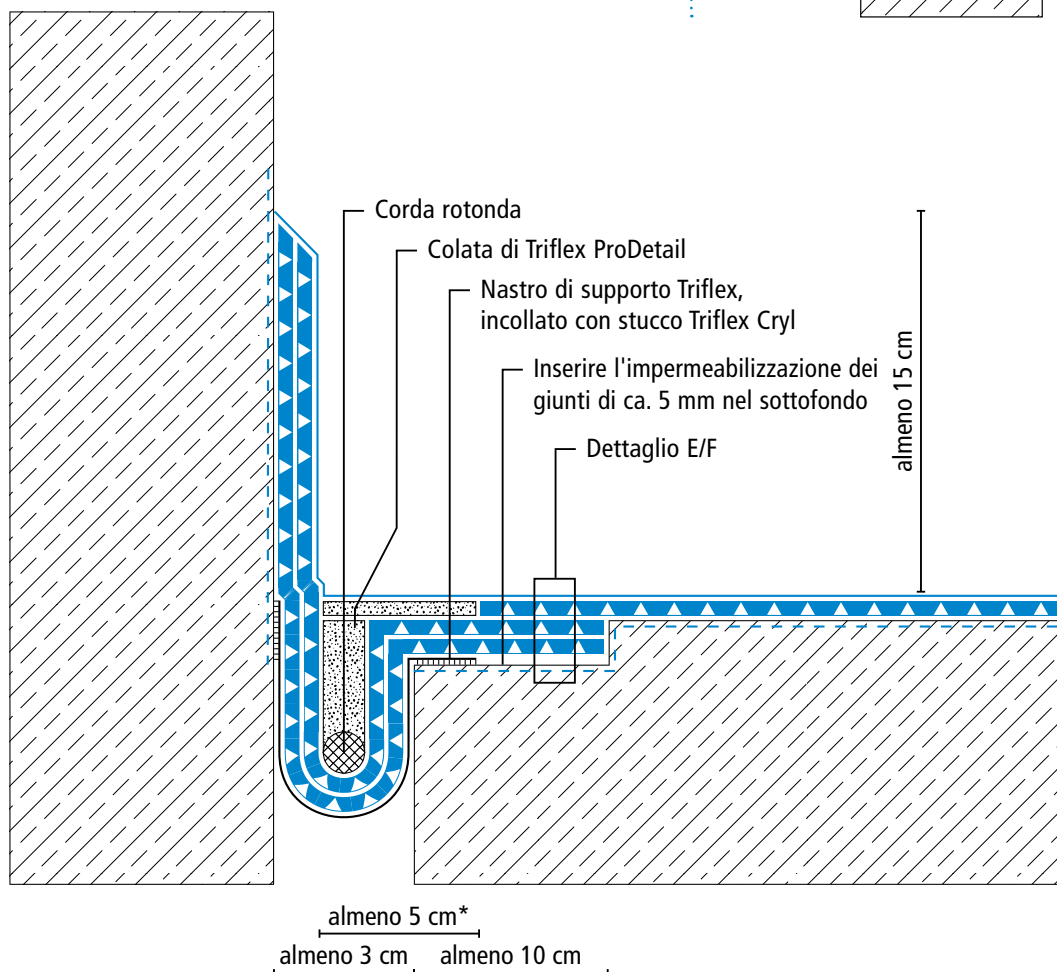 Corda rotonda
Colata di Triflex ProDetail
Nastro di supporto Triflex,
incollato con stucco Triflex Cryl
Inserire l'impermeabilizzazione dei
giunti di ca. 5 mm nel sottofondo
Dettaglio E/F
almeno 15 cm
almeno 5 cm*
almeno 3 cm
almeno 10 cm